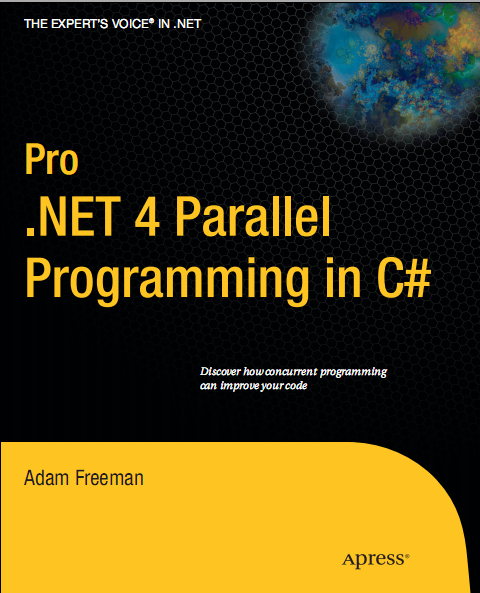 THE EXPERT'S VOICE® IN .NET
Pro
.NET 4 Parallel
Programming in C#
Discover how concurrent programming
can improve your code
Adam Freeman
Apress®